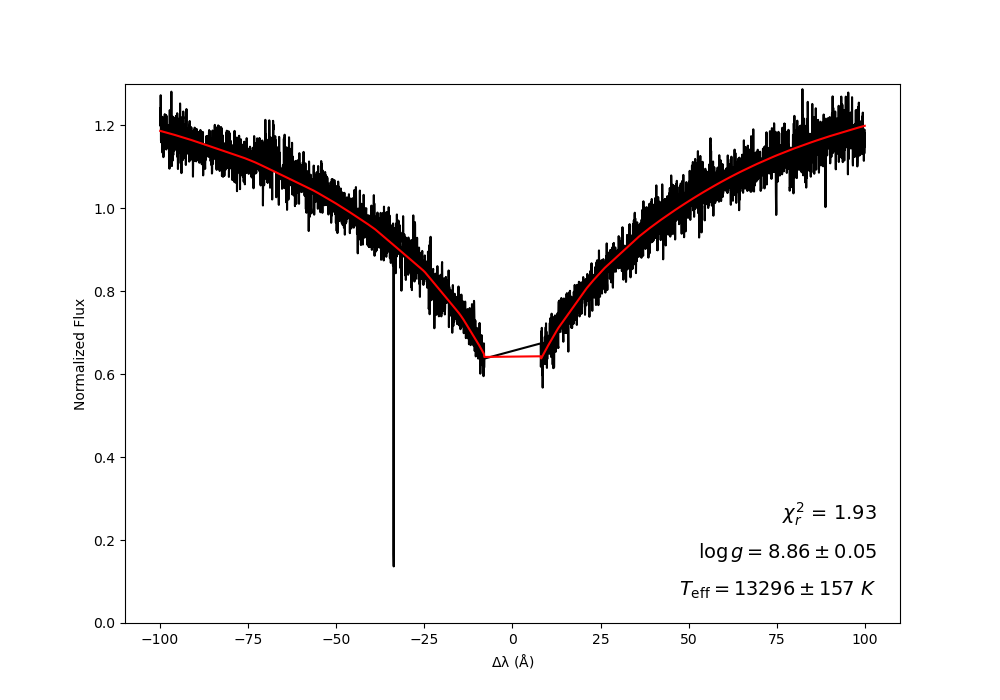 1.2
1.0
0.8
0.6
0.4
0.2
0.0
Normalized Flux
χ²ᵣ = 1.93
log g = 8.86 ± 0.05
T_eff = 13296 ± 157 K
−100 −75 −50 −25 0 25 50 75 100
Δλ (Å)